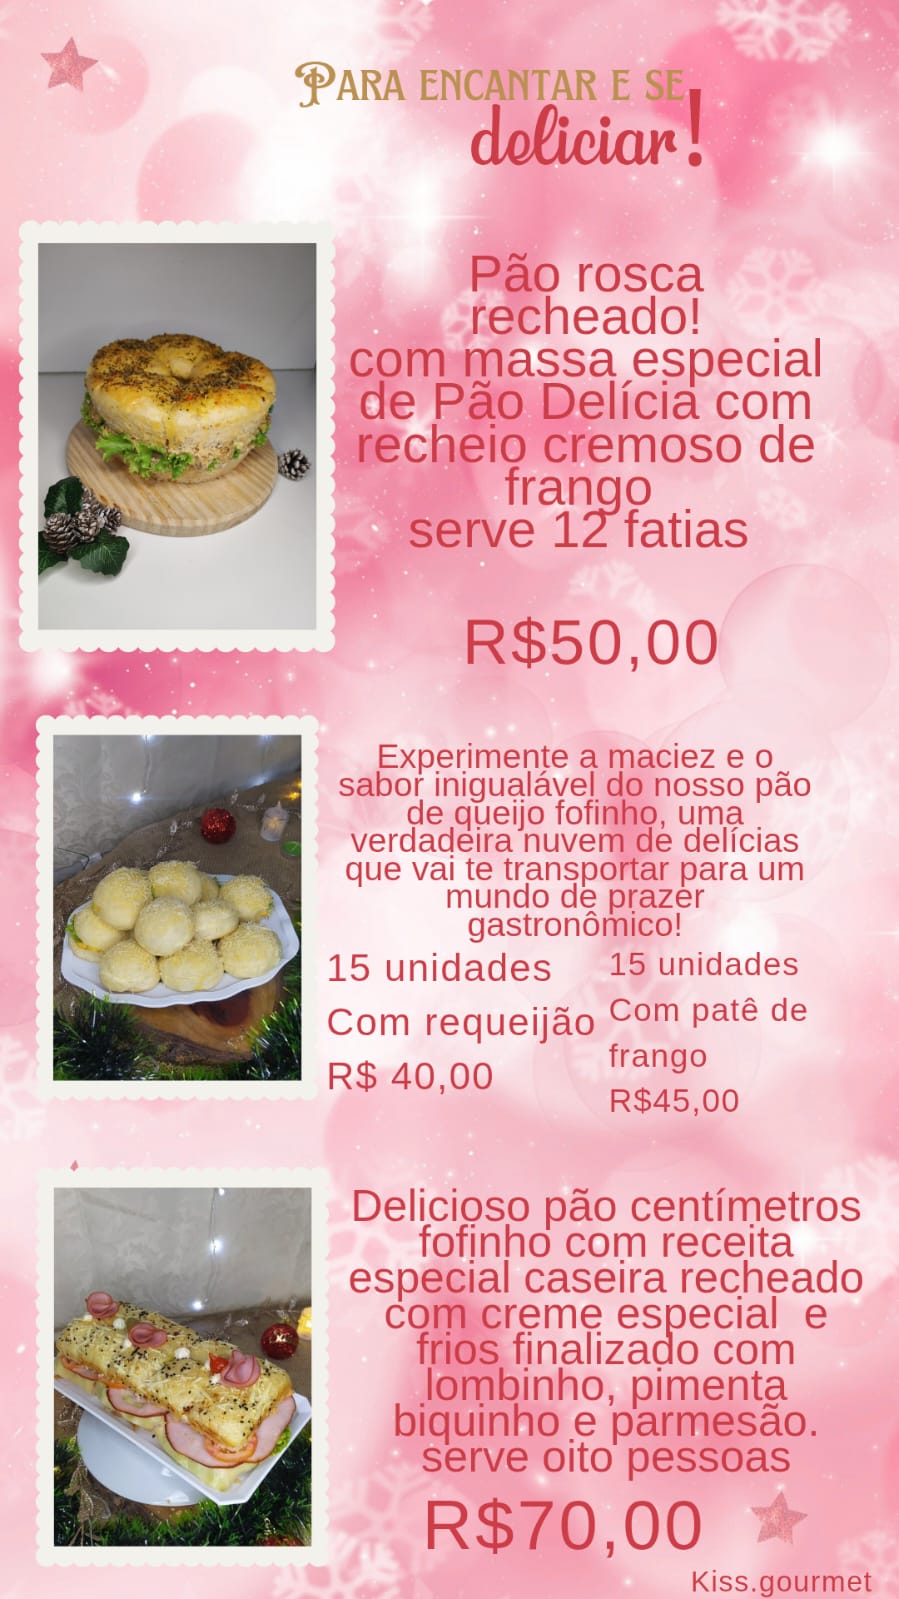 Para encantar e se
deliciar!
Pão rosca
recheado!
com massa especial
de Pão Delícia com
recheio cremoso de
frango
serve 12 fatias
R$50,00
Experimente a maciez e o
sabor inigualável do nosso pão
de queijo fofinho, uma
verdadeira nuvem de delícias
que vai te transportar para um
mundo de prazer
gastronômico!
15 unidades
Com requeijão
R$ 40,00
15 unidades
Com patê de
frango
R$45,00
Delicioso pão centímetros
fofinho com receita
especial caseira recheado
com creme especial  e
frios finalizado com
lombinho, pimenta
biquinho e parmesão.
serve oito pessoas
R$70,00
Kiss.gourmet